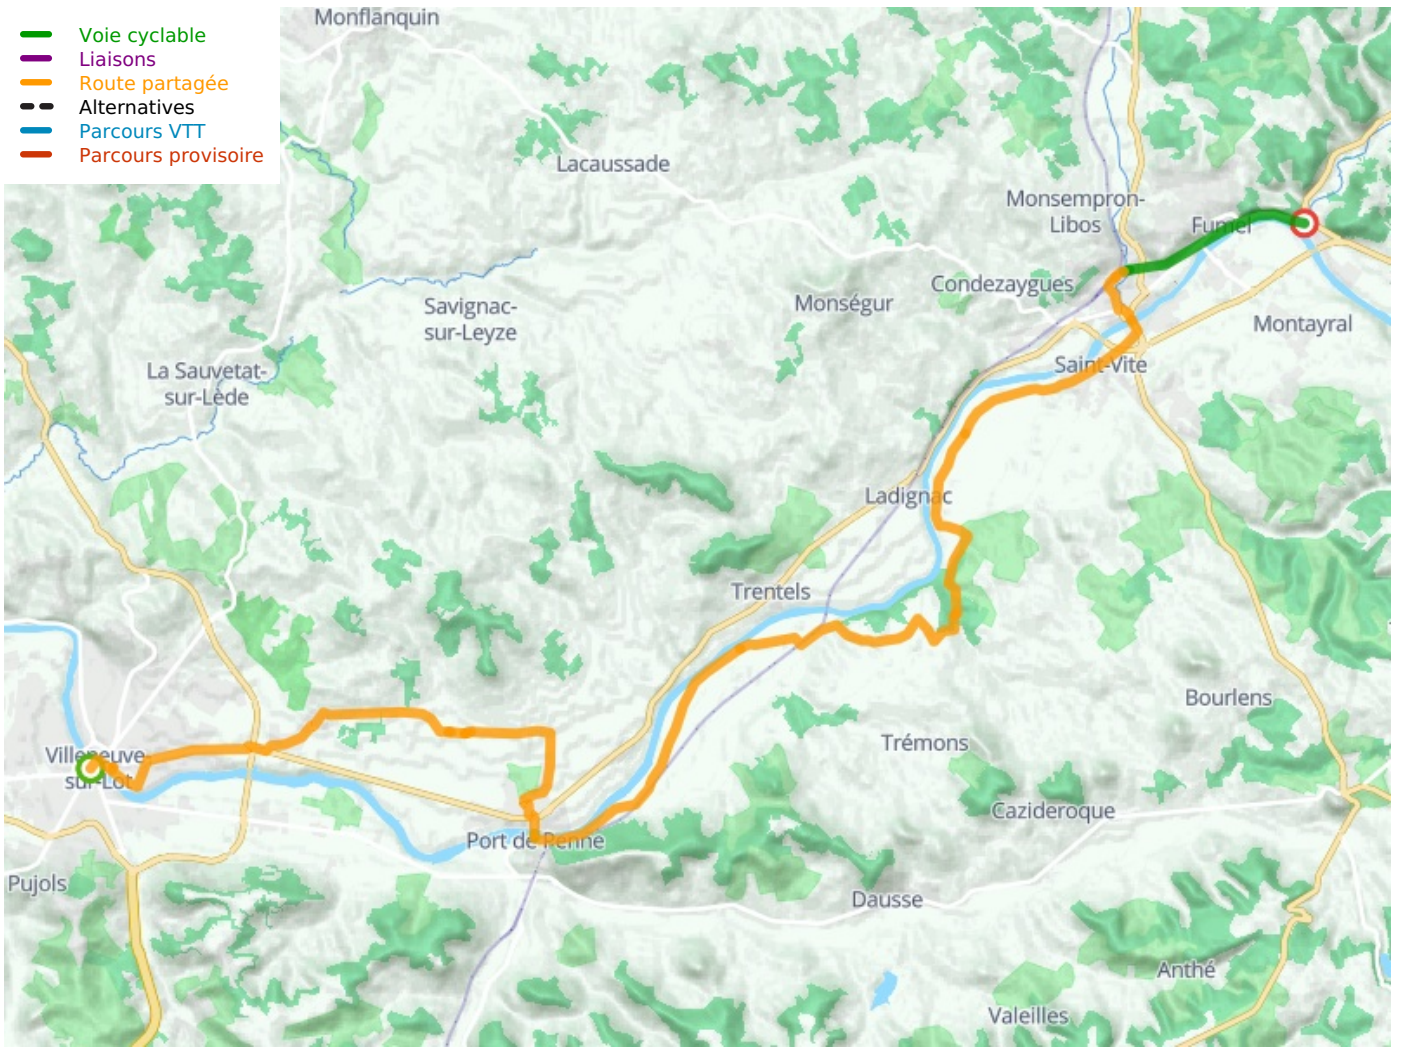 Monflanquin
Voie cyclable
Liaisons
Route partagée
Alternatives
Parcours VTT
Parcours provisoire
Lacaussade
Monsempron-
Libos
Fumel
Condezaygues
Monségur
Savignac-
sur-Leyze
Montayral
La Sauvetat-
sur-Lède
Saint-Vite
Ladignac
Trentels
Bourlens
Trémons
Villeneuve-
sur-Lot
Cazideroque
Port de Penne
Pujols
Dausse
Anthé
Valeilles